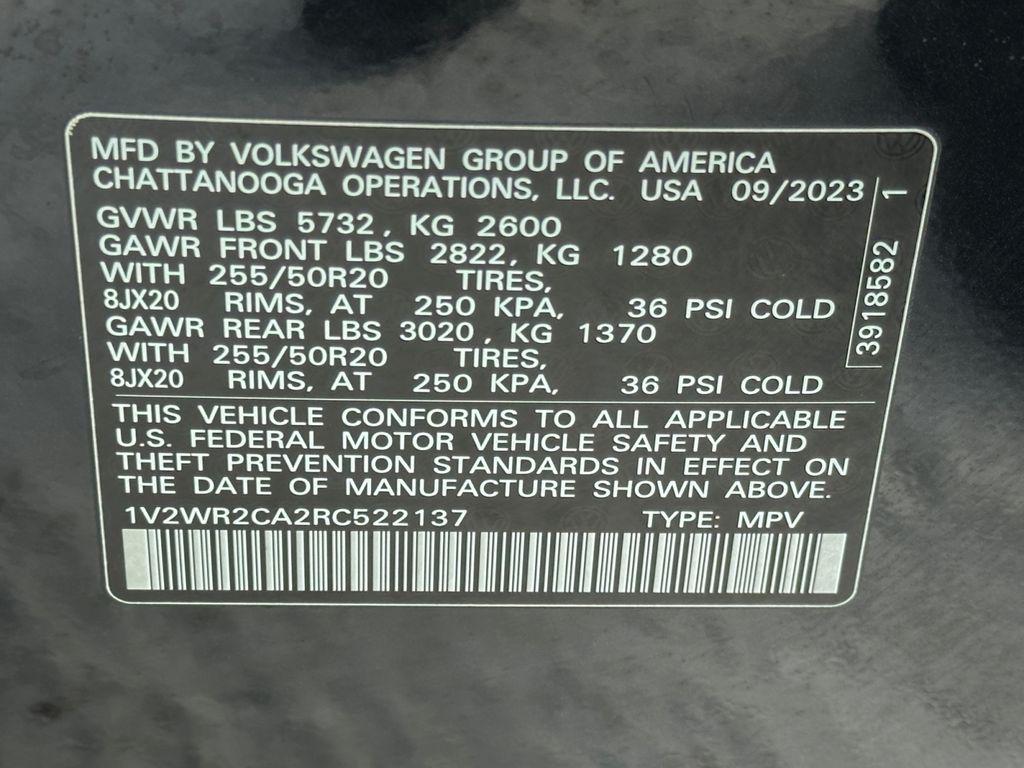 MFD BY VOLKSWAGEN GROUP OF AMERICA
CHATTANOOGA OPERATIONS, LLC. USA 09/2023
GVWR LBS 5732, KG 2600
GAWR FRONT LBS 2822, KG 1280
WITH 255/50R20 TIRES,
8JX20 RIMS, AT 250 KPA, 36 PSI COLD
GAWR REAR LBS 3020, KG 1370
WITH 255/50R20 TIRES,
8JX20 RIMS, AT 250 KPA, 36 PSI COLD
3918582 1
THIS VEHICLE CONFORMS TO ALL APPLICABLE
U.S. FEDERAL MOTOR VEHICLE SAFETY AND
THEFT PREVENTION STANDARDS IN EFFECT ON
THE DATE OF MANUFACTURE SHOWN ABOVE.
1V2WR2CA2RC522137 TYPE: MPV